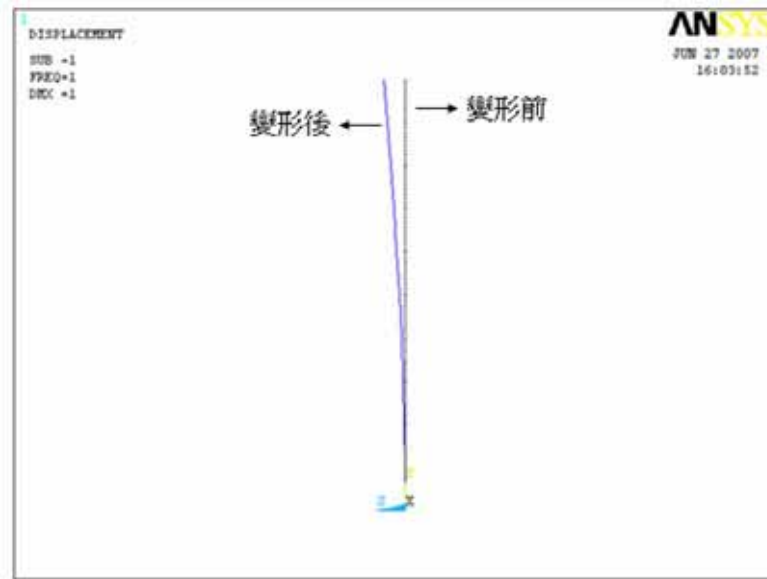 1
DISPLACEMENT
SUB =1
FREQ=1
DMX =1
ANSYS
JUN 27 2007
16:03:52
變形後
變形前
Y
Z
X